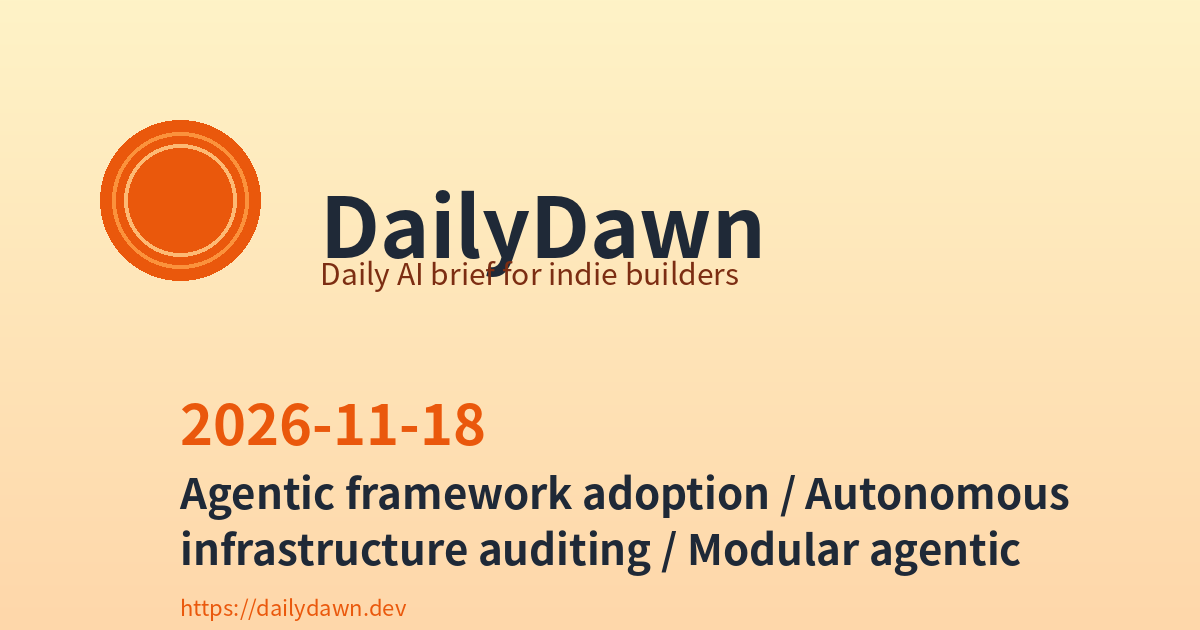 DailyDawn
Daily AI brief for indie builders
2026-11-18
Agentic framework adoption / Autonomous
infrastructure auditing / Modular agentic
https://dailydawn.dev